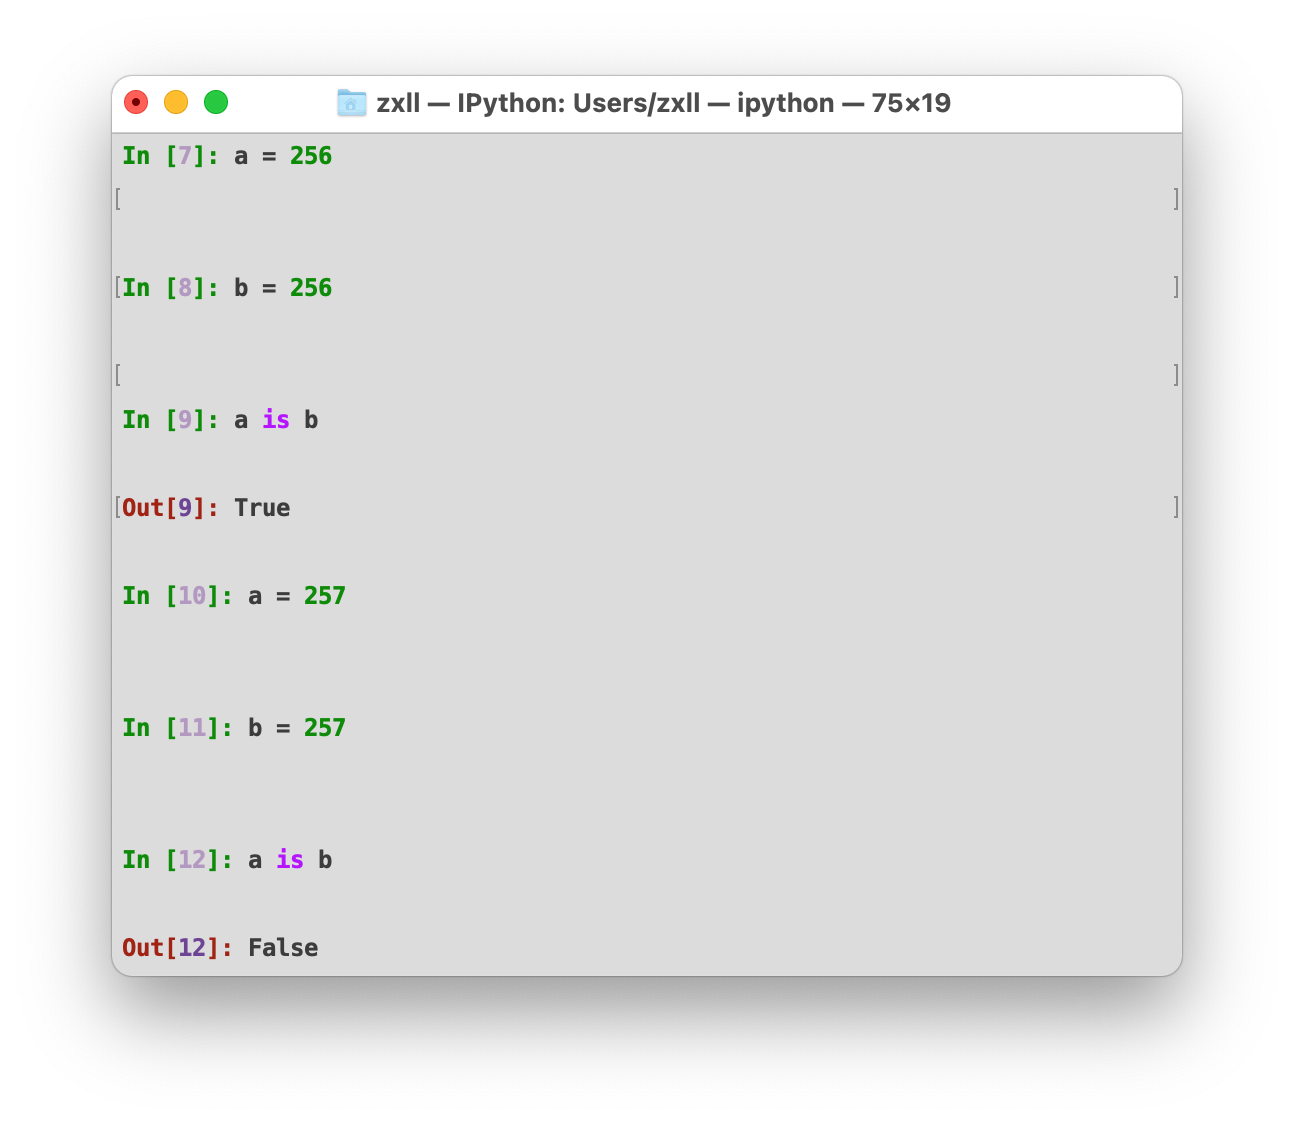 zxll — IPython: Users/zxll — ipython — 75×19
In [7]: a = 256
[ ]
[In [8]: b = 256 ]
[ ]
In [9]: a is b
[Out[9]: True ]
In [10]: a = 257
In [11]: b = 257
In [12]: a is b
Out[12]: False